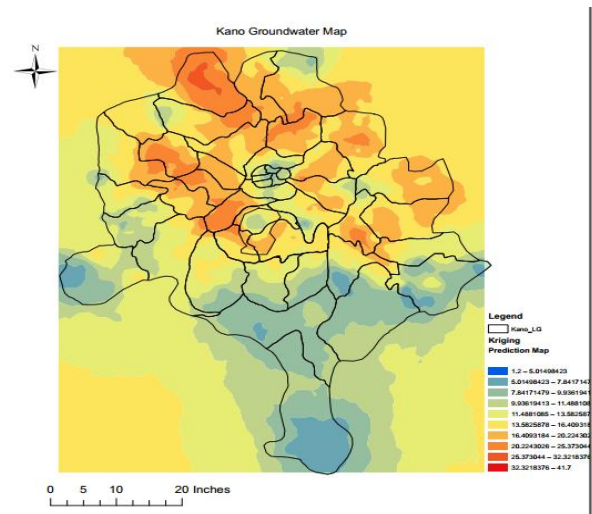 Kano Groundwater Map
N
Legend
Kano_LG
Kriging
Prediction Map
1.2 – 5.01498423
5.01498423 – 7.8417147
7.84171479 – 9.9361941
9.93619413 – 11.488108
11.4881085 – 13.582587
13.5825878 – 16.409318
16.4093184 – 20.224302
20.2243026 – 25.373044
25.373044 – 32.3218376
32.3218376 – 41.7
0 5 10 20 Inches